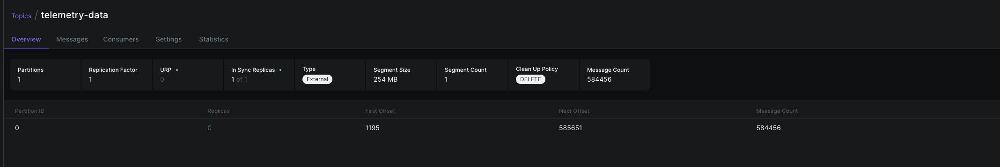 Topics / telemetry-data
Overview Messages Consumers Settings Statistics
Partitions Replication Factor URP In Sync Replicas Type Segment Size Segment Count Clean Up Policy Message Count
1 1 0 1 of 1 External 254 MB 1 DELETE 584456
Partition ID Replicas First Offset Next Offset Message Count
0 0 1195 585651 584456